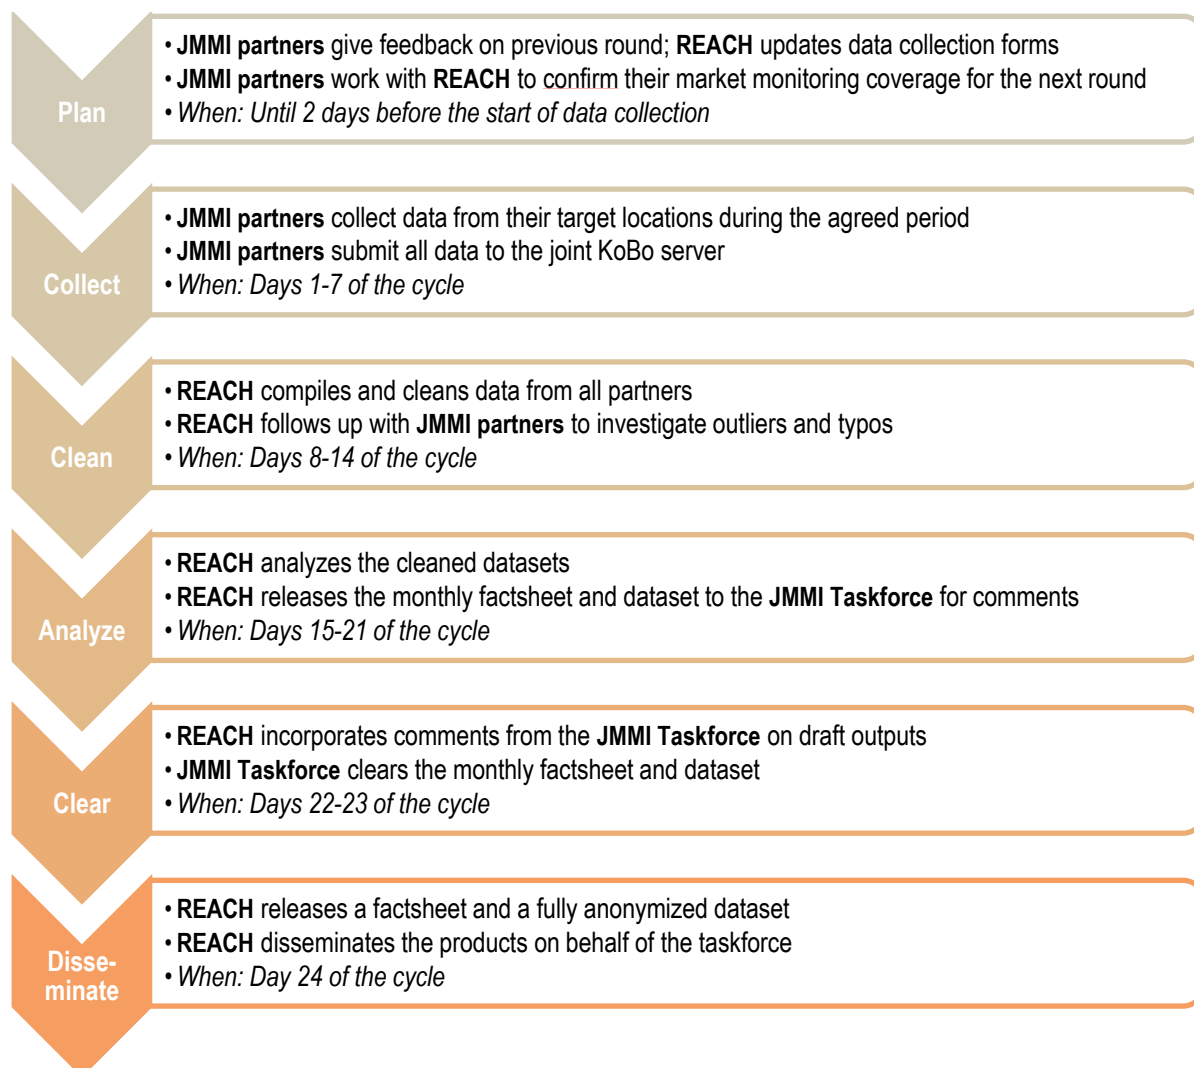 Plan
• JMMI partners give feedback on previous round; REACH updates data collection forms
• JMMI partners work with REACH to confirm their market monitoring coverage for the next round
• When: Until 2 days before the start of data collection
Collect
• JMMI partners collect data from their target locations during the agreed period
• JMMI partners submit all data to the joint KoBo server
• When: Days 1-7 of the cycle
Clean
• REACH compiles and cleans data from all partners
• REACH follows up with JMMI partners to investigate outliers and typos
• When: Days 8-14 of the cycle
Analyze
• REACH analyzes the cleaned datasets
• REACH releases the monthly factsheet and dataset to the JMMI Taskforce for comments
• When: Days 15-21 of the cycle
Clear
• REACH incorporates comments from the JMMI Taskforce on draft outputs
• JMMI Taskforce clears the monthly factsheet and dataset
• When: Days 22-23 of the cycle
Disse-
minate
• REACH releases a factsheet and a fully anonymized dataset
• REACH disseminates the products on behalf of the taskforce
• When: Day 24 of the cycle